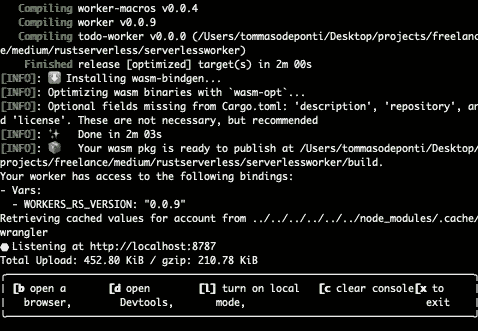 Compiling worker-macros v0.0.4
Compiling worker v0.0.9
Compiling todo-worker v0.0.0 (/Users/tommasodeponti/Desktop/projects/freelanc
e/medium/rustserverless/serverlessworker)
Finished release [optimized] target(s) in 2m 00s
[INFO]: ⬇️ Installing wasm-bindgen...
[INFO]: Optimizing wasm binaries with `wasm-opt`...
[INFO]: Optional fields missing from Cargo.toml: 'description', 'repository', an
d 'license'. These are not necessary, but recommended
[INFO]: ✨ Done in 2m 03s
[INFO]: 📦 Your wasm pkg is ready to publish at /Users/tommasodeponti/Desktop/
projects/freelance/medium/rustserverless/serverlessworker/build.
Your worker has access to the following bindings:
- Vars:
- WORKERS_RS_VERSION: "0.0.9"
Retrieving cached values for account from ../../../../../../node_modules/.cache/
wrangler
⬣ Listening at http://localhost:8787
Total Upload: 452.80 KiB / gzip: 210.78 KiB
[b open a [d open [l] turn on local [c clear console[x to
browser, Devtools, mode, exit